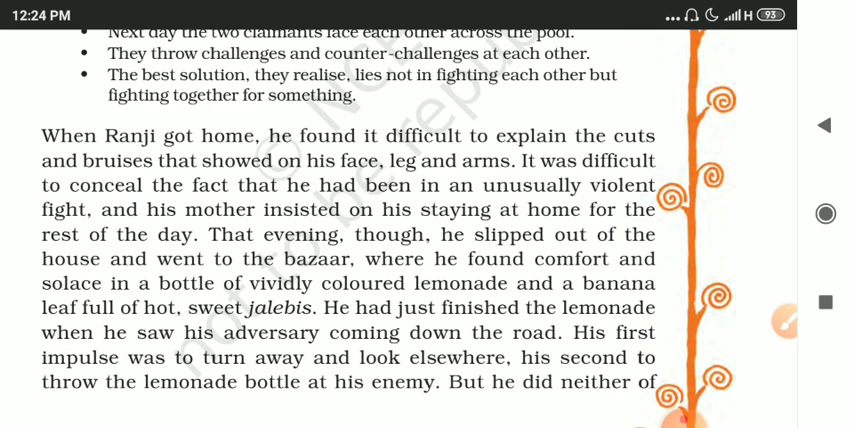 12:24 PM
... H 93
Next day the two claimants face each other across the pool.
• They throw challenges and counter-challenges at each other.
• The best solution, they realise, lies not in fighting each other but
fighting together for something.
When Ranji got home, he found it difficult to explain the cuts
and bruises that showed on his face, leg and arms. It was difficult
to conceal the fact that he had been in an unusually violent
fight, and his mother insisted on his staying at home for the
rest of the day. That evening, though, he slipped out of the
house and went to the bazaar, where he found comfort and
solace in a bottle of vividly coloured lemonade and a banana
leaf full of hot, sweet jalebis. He had just finished the lemonade
when he saw his adversary coming down the road. His first
impulse was to turn away and look elsewhere, his second to
throw the lemonade bottle at his enemy. But he did neither of
© NCE
not to be republ